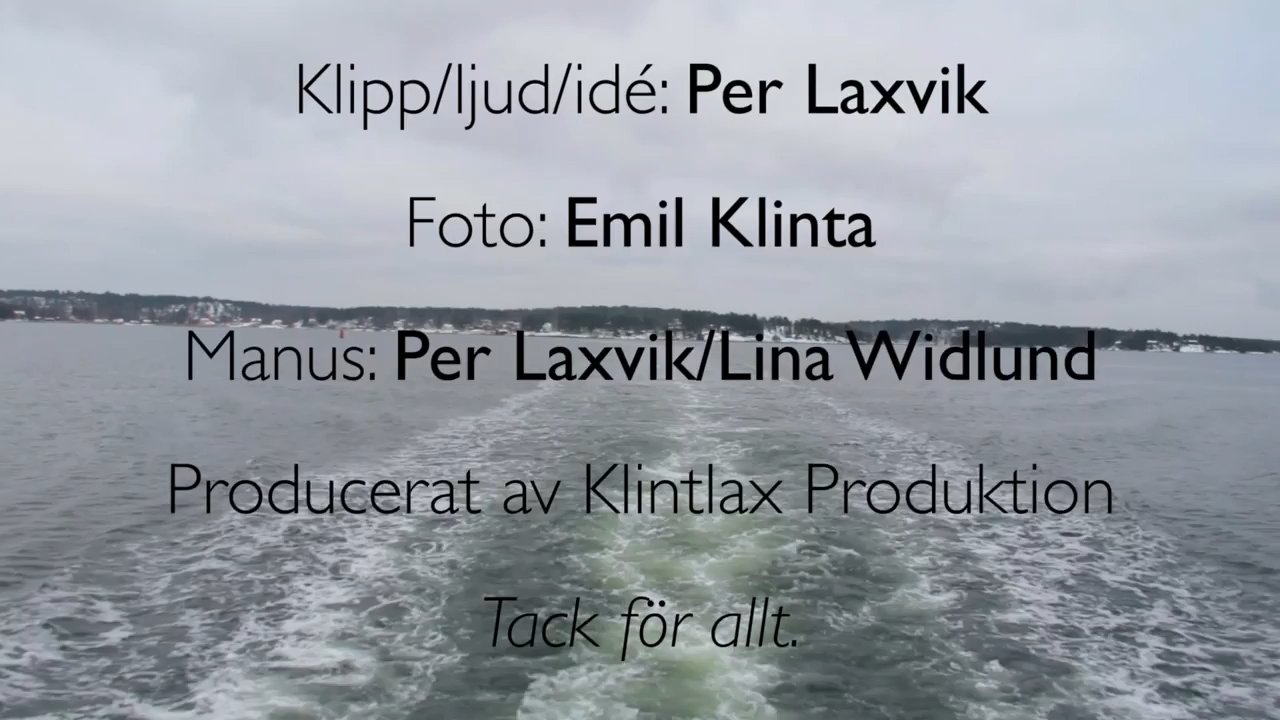 Klipp/ljud/idé: Per Laxvik
Foto: Emil Klinta
Manus: Per Laxvik/Lina Widlund
Producerat av Klintlax Produktion
Tack för allt.